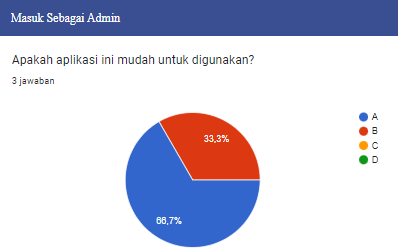 Masuk Sebagai Admin
Apakah aplikasi ini mudah untuk digunakan?
3 jawaban
33,3%
66,7%
A
B
C
D